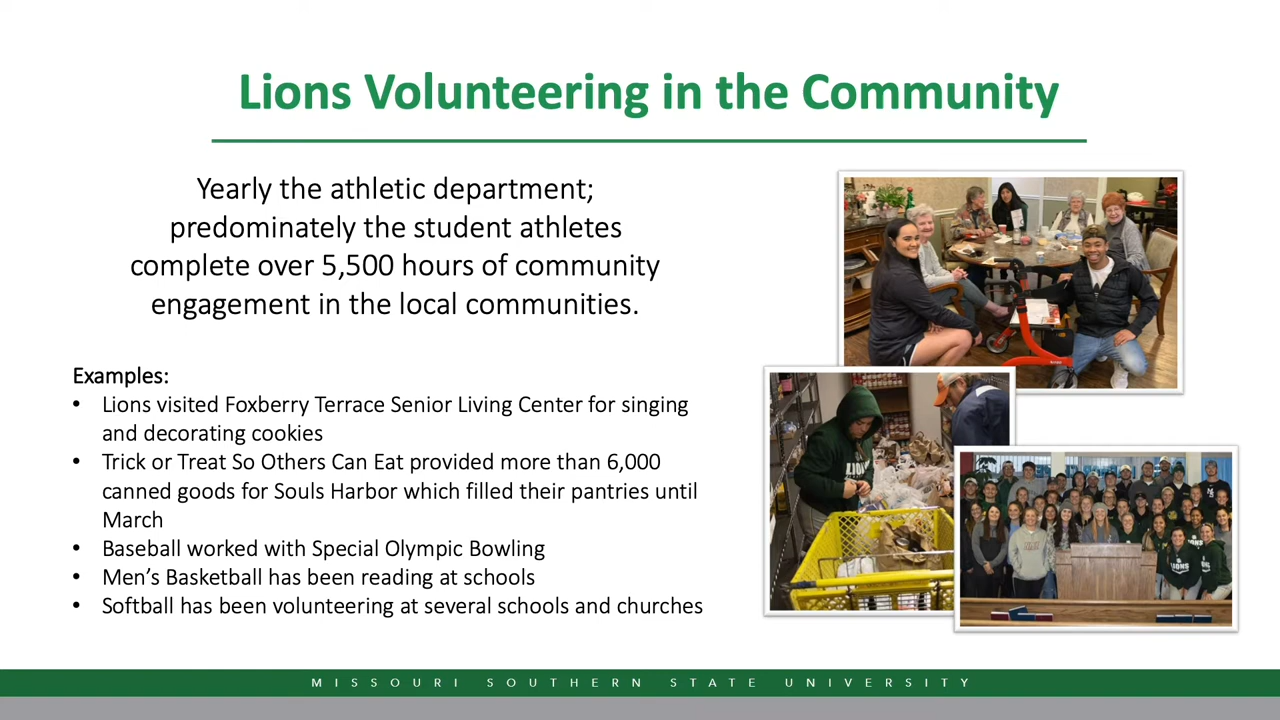 Lions Volunteering in the Community
Yearly the athletic department;
predominately the student athletes
complete over 5,500 hours of community
engagement in the local communities.
Examples:
• Lions visited Foxberry Terrace Senior Living Center for singing
and decorating cookies
• Trick or Treat So Others Can Eat provided more than 6,000
canned goods for Souls Harbor which filled their pantries until
March
• Baseball worked with Special Olympic Bowling
• Men’s Basketball has been reading at schools
• Softball has been volunteering at several schools and churches
LIONS
LIONS
MISSOURI SOUTHERN STATE UNIVERSITY